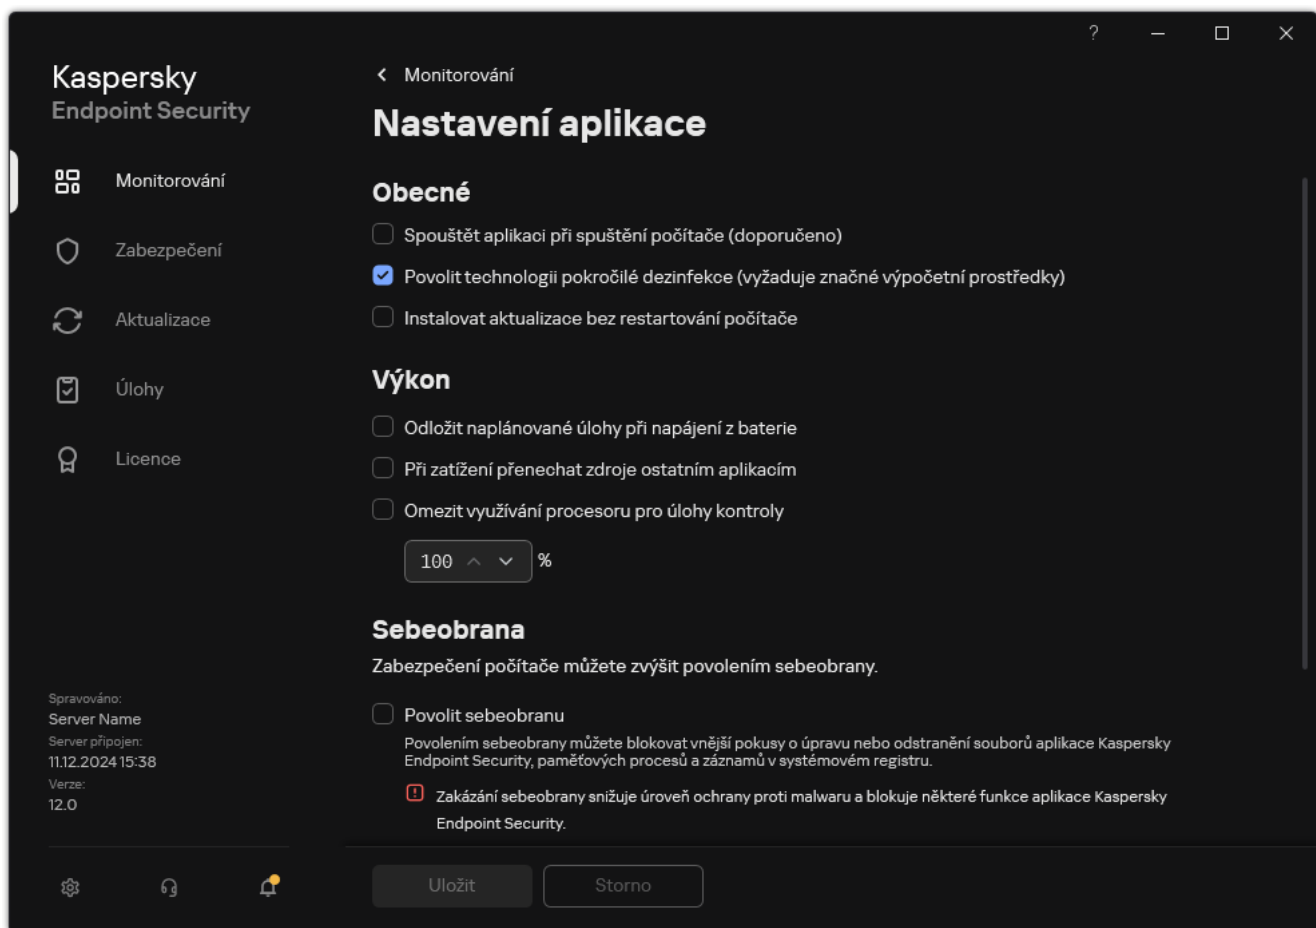 ?
Kaspersky
Endpoint Security
Monitorování
Zabezpečení
Aktualizace
Úlohy
Licence
Spravováno:
Server Name
Server připojen:
11.12.2024 15:38
Verze:
12.0
Monitorování
Nastavení aplikace
Obecné
Spouštět aplikaci při spuštění počítače (doporučeno)
Povolit technologii pokročilé dezinfekce (vyžaduje značné výpočetní prostředky)
Instalovat aktualizace bez restartování počítače
Výkon
Odložit naplánované úlohy při napájení z baterie
Při zatížení přenechat zdroje ostatním aplikacím
Omezit využívání procesoru pro úlohy kontroly
100 %
Sebeobrana
Zabezpečení počítače můžete zvýšit povolením sebeobrany.
Povolit sebeobranu
Povolením sebeobrany můžete blokovat vnější pokusy o úpravu nebo odstranění souborů aplikace Kaspersky
Endpoint Security, paměťových procesů a záznamů v systémovém registru.
Zakázání sebeobrany snižuje úroveň ochrany proti malwaru a blokuje některé funkce aplikace Kaspersky
Endpoint Security.
Uložit
Storno